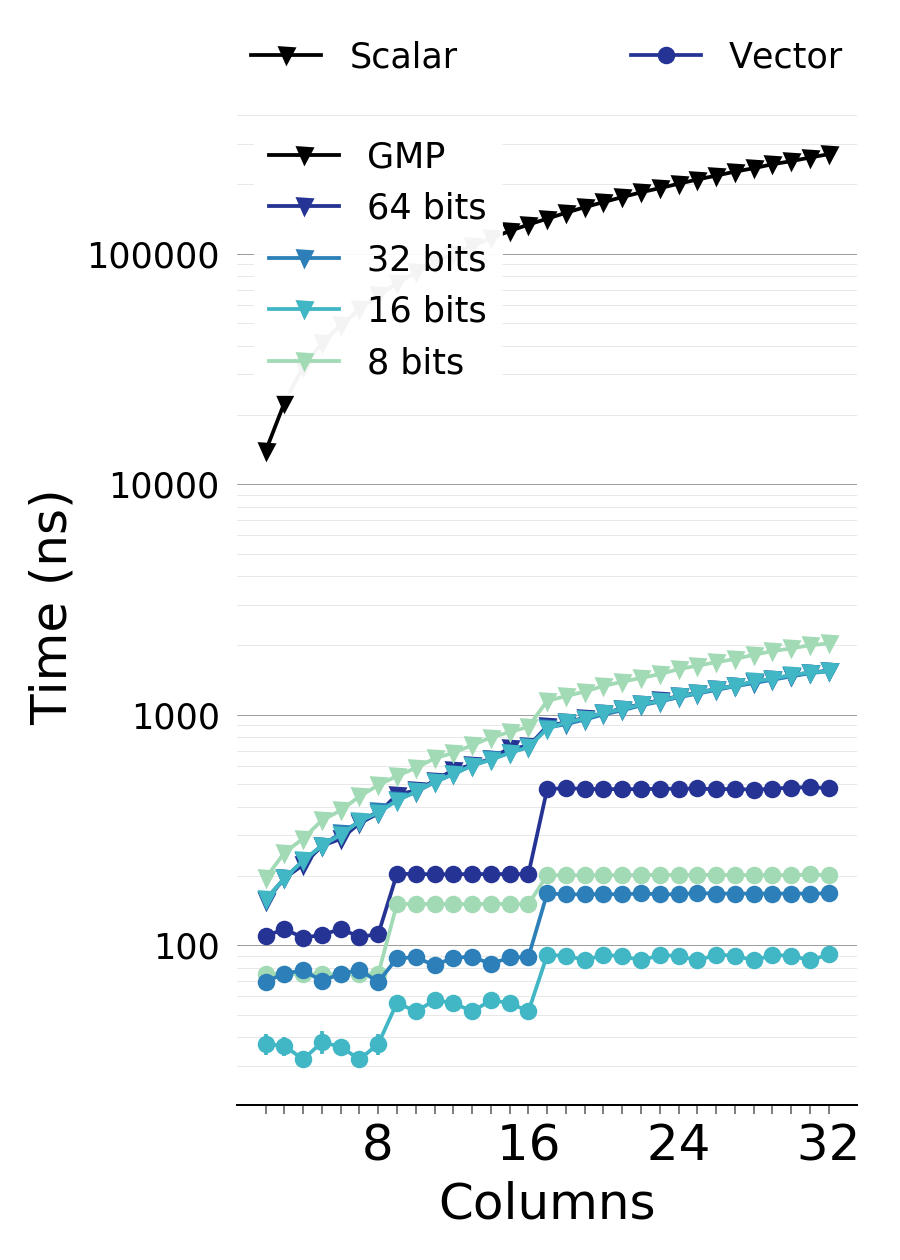 Scalar Vector
GMP
64 bits
32 bits
16 bits
8 bits
100000
10000
1000
100
Time (ns)
8 16 24 32
Columns